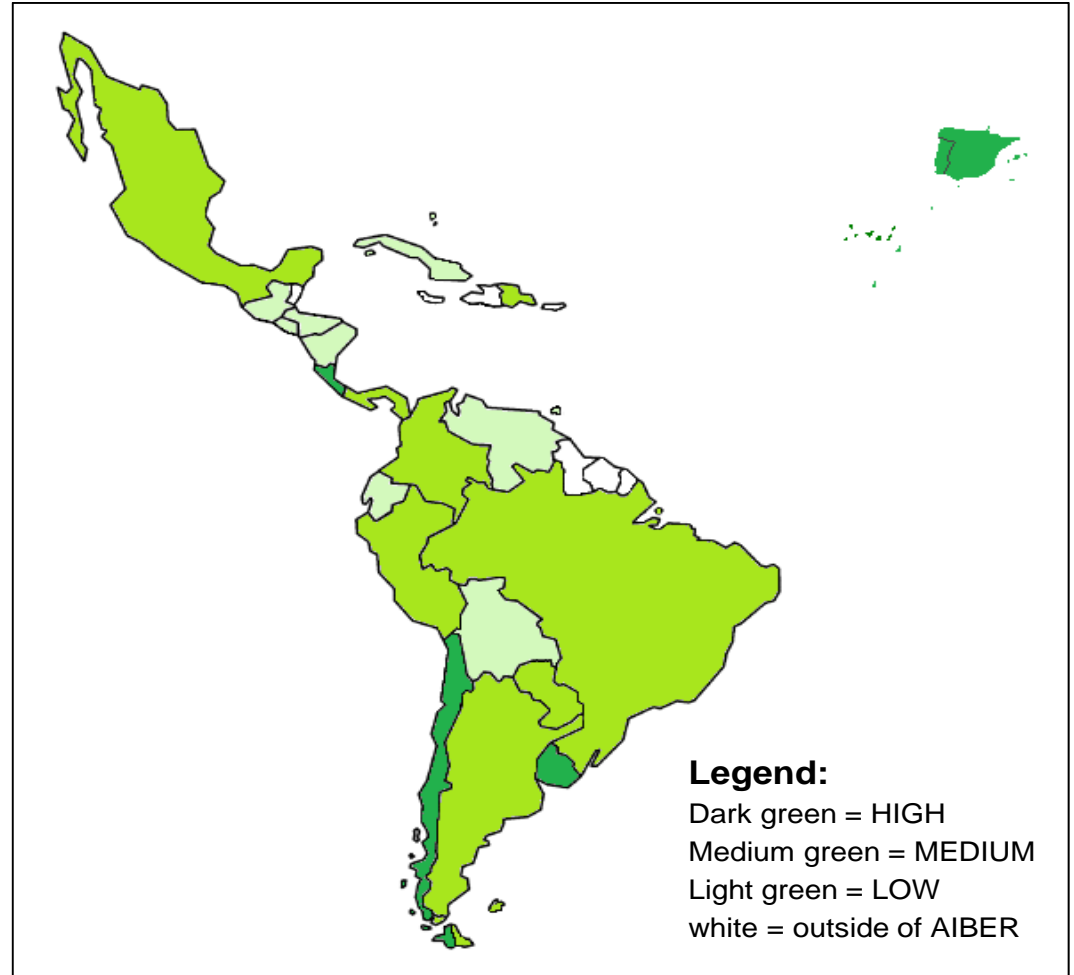 Legend:
Dark green = HIGH
Medium green = MEDIUM
Light green = LOW
white = outside of AIBER